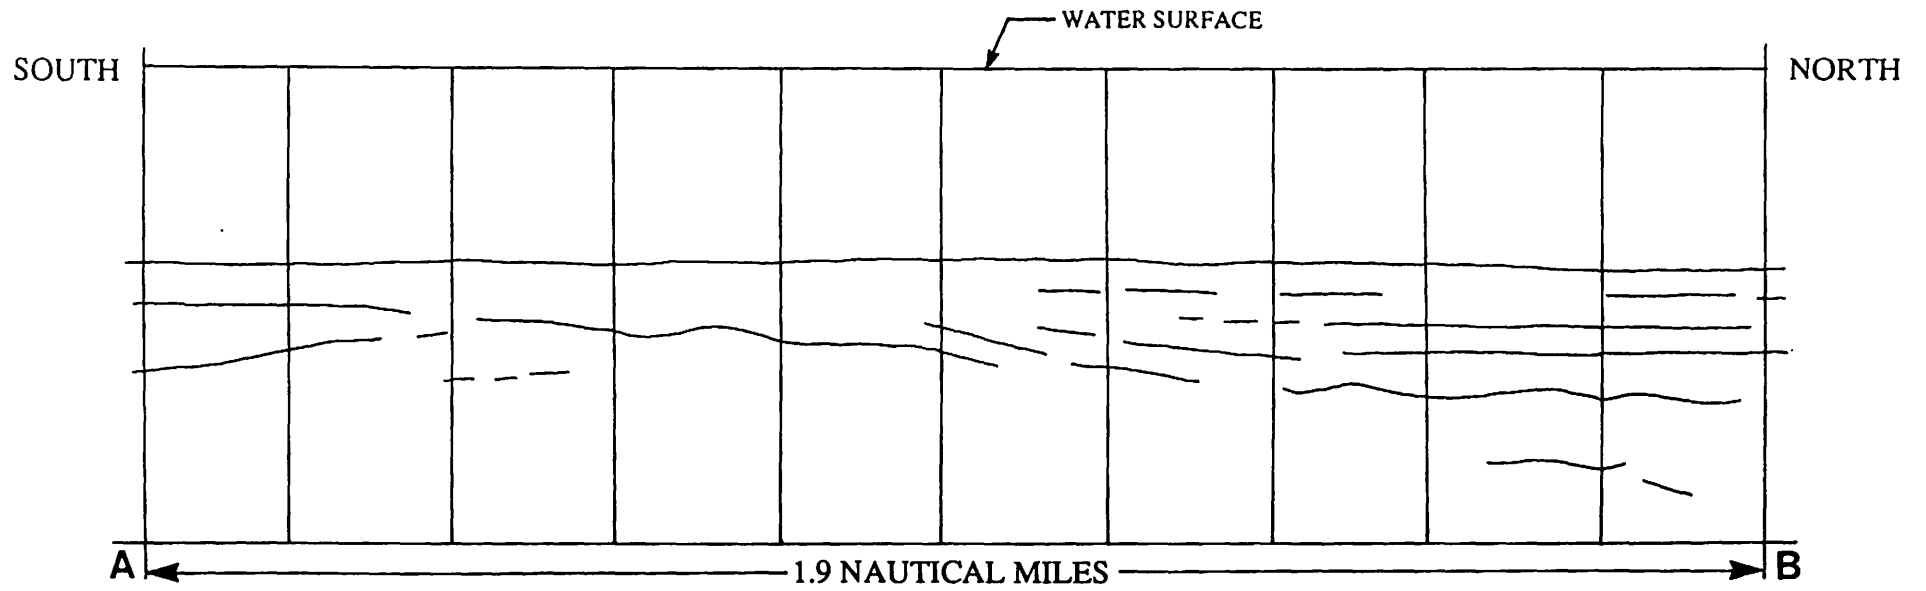 WATER SURFACE
SOUTH
NORTH
A
1.9 NAUTICAL MILES
B